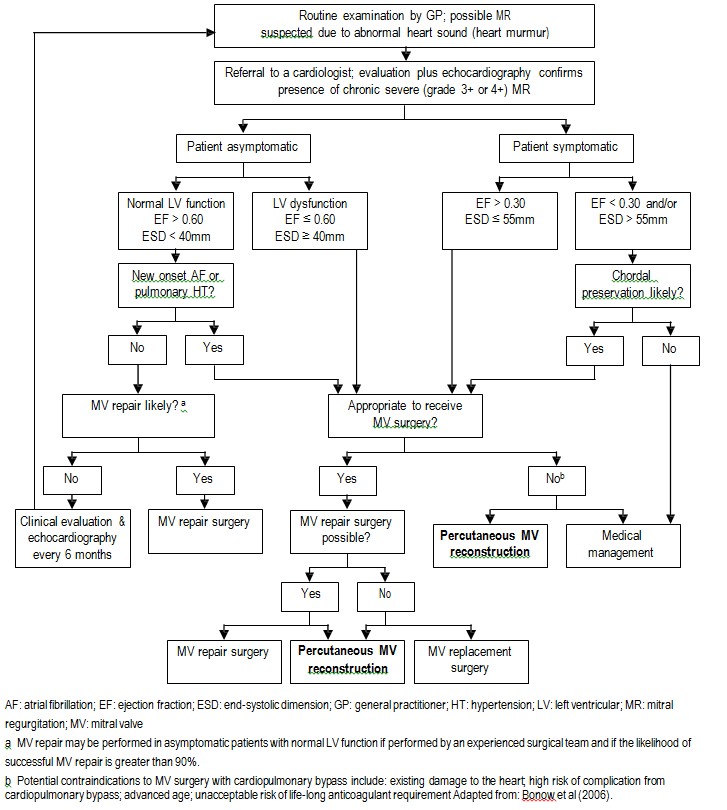 Routine examination by GP; possible MR
suspected due to abnormal heart sound (heart murmur)
Referral to a cardiologist; evaluation plus echocardiography confirms
presence of chronic severe (grade 3+ or 4+) MR
Patient asymptomatic
Patient symptomatic
Normal LV function
EF > 0.60
ESD < 40mm
LV dysfunction
EF ≤ 0.60
ESD ≥ 40mm
EF > 0.30
ESD ≤ 55mm
EF < 0.30 and/or
ESD > 55mm
New onset AF or
pulmonary HT?
Chordal
preservation likely?
No
Yes
Yes
No
MV repair likely? a
Appropriate to receive
MV surgery?
No
Yes
Yes
Nob
Clinical evaluation &
echocardiography
every 6 months
MV repair surgery
MV repair surgery
possible?
Percutaneous MV
reconstruction
Medical
management
Yes
No
MV repair surgery
Percutaneous MV
reconstruction
MV replacement
surgery
AF: atrial fibrillation; EF: ejection fraction; ESD: end-systolic dimension; GP: general practitioner; HT: hypertension; LV: left ventricular; MR: mitral
regurgitation; MV: mitral valve
a MV repair may be performed in asymptomatic patients with normal LV function if performed by an experienced surgical team and if the likelihood of
successful MV repair is greater than 90%.
b Potential contraindications to MV surgery with cardiopulmonary bypass include: existing damage to the heart; high risk of complication from
cardiopulmonary bypass; advanced age; unacceptable risk of life-long anticoagulant requirement Adapted from: Bonow et al (2006).